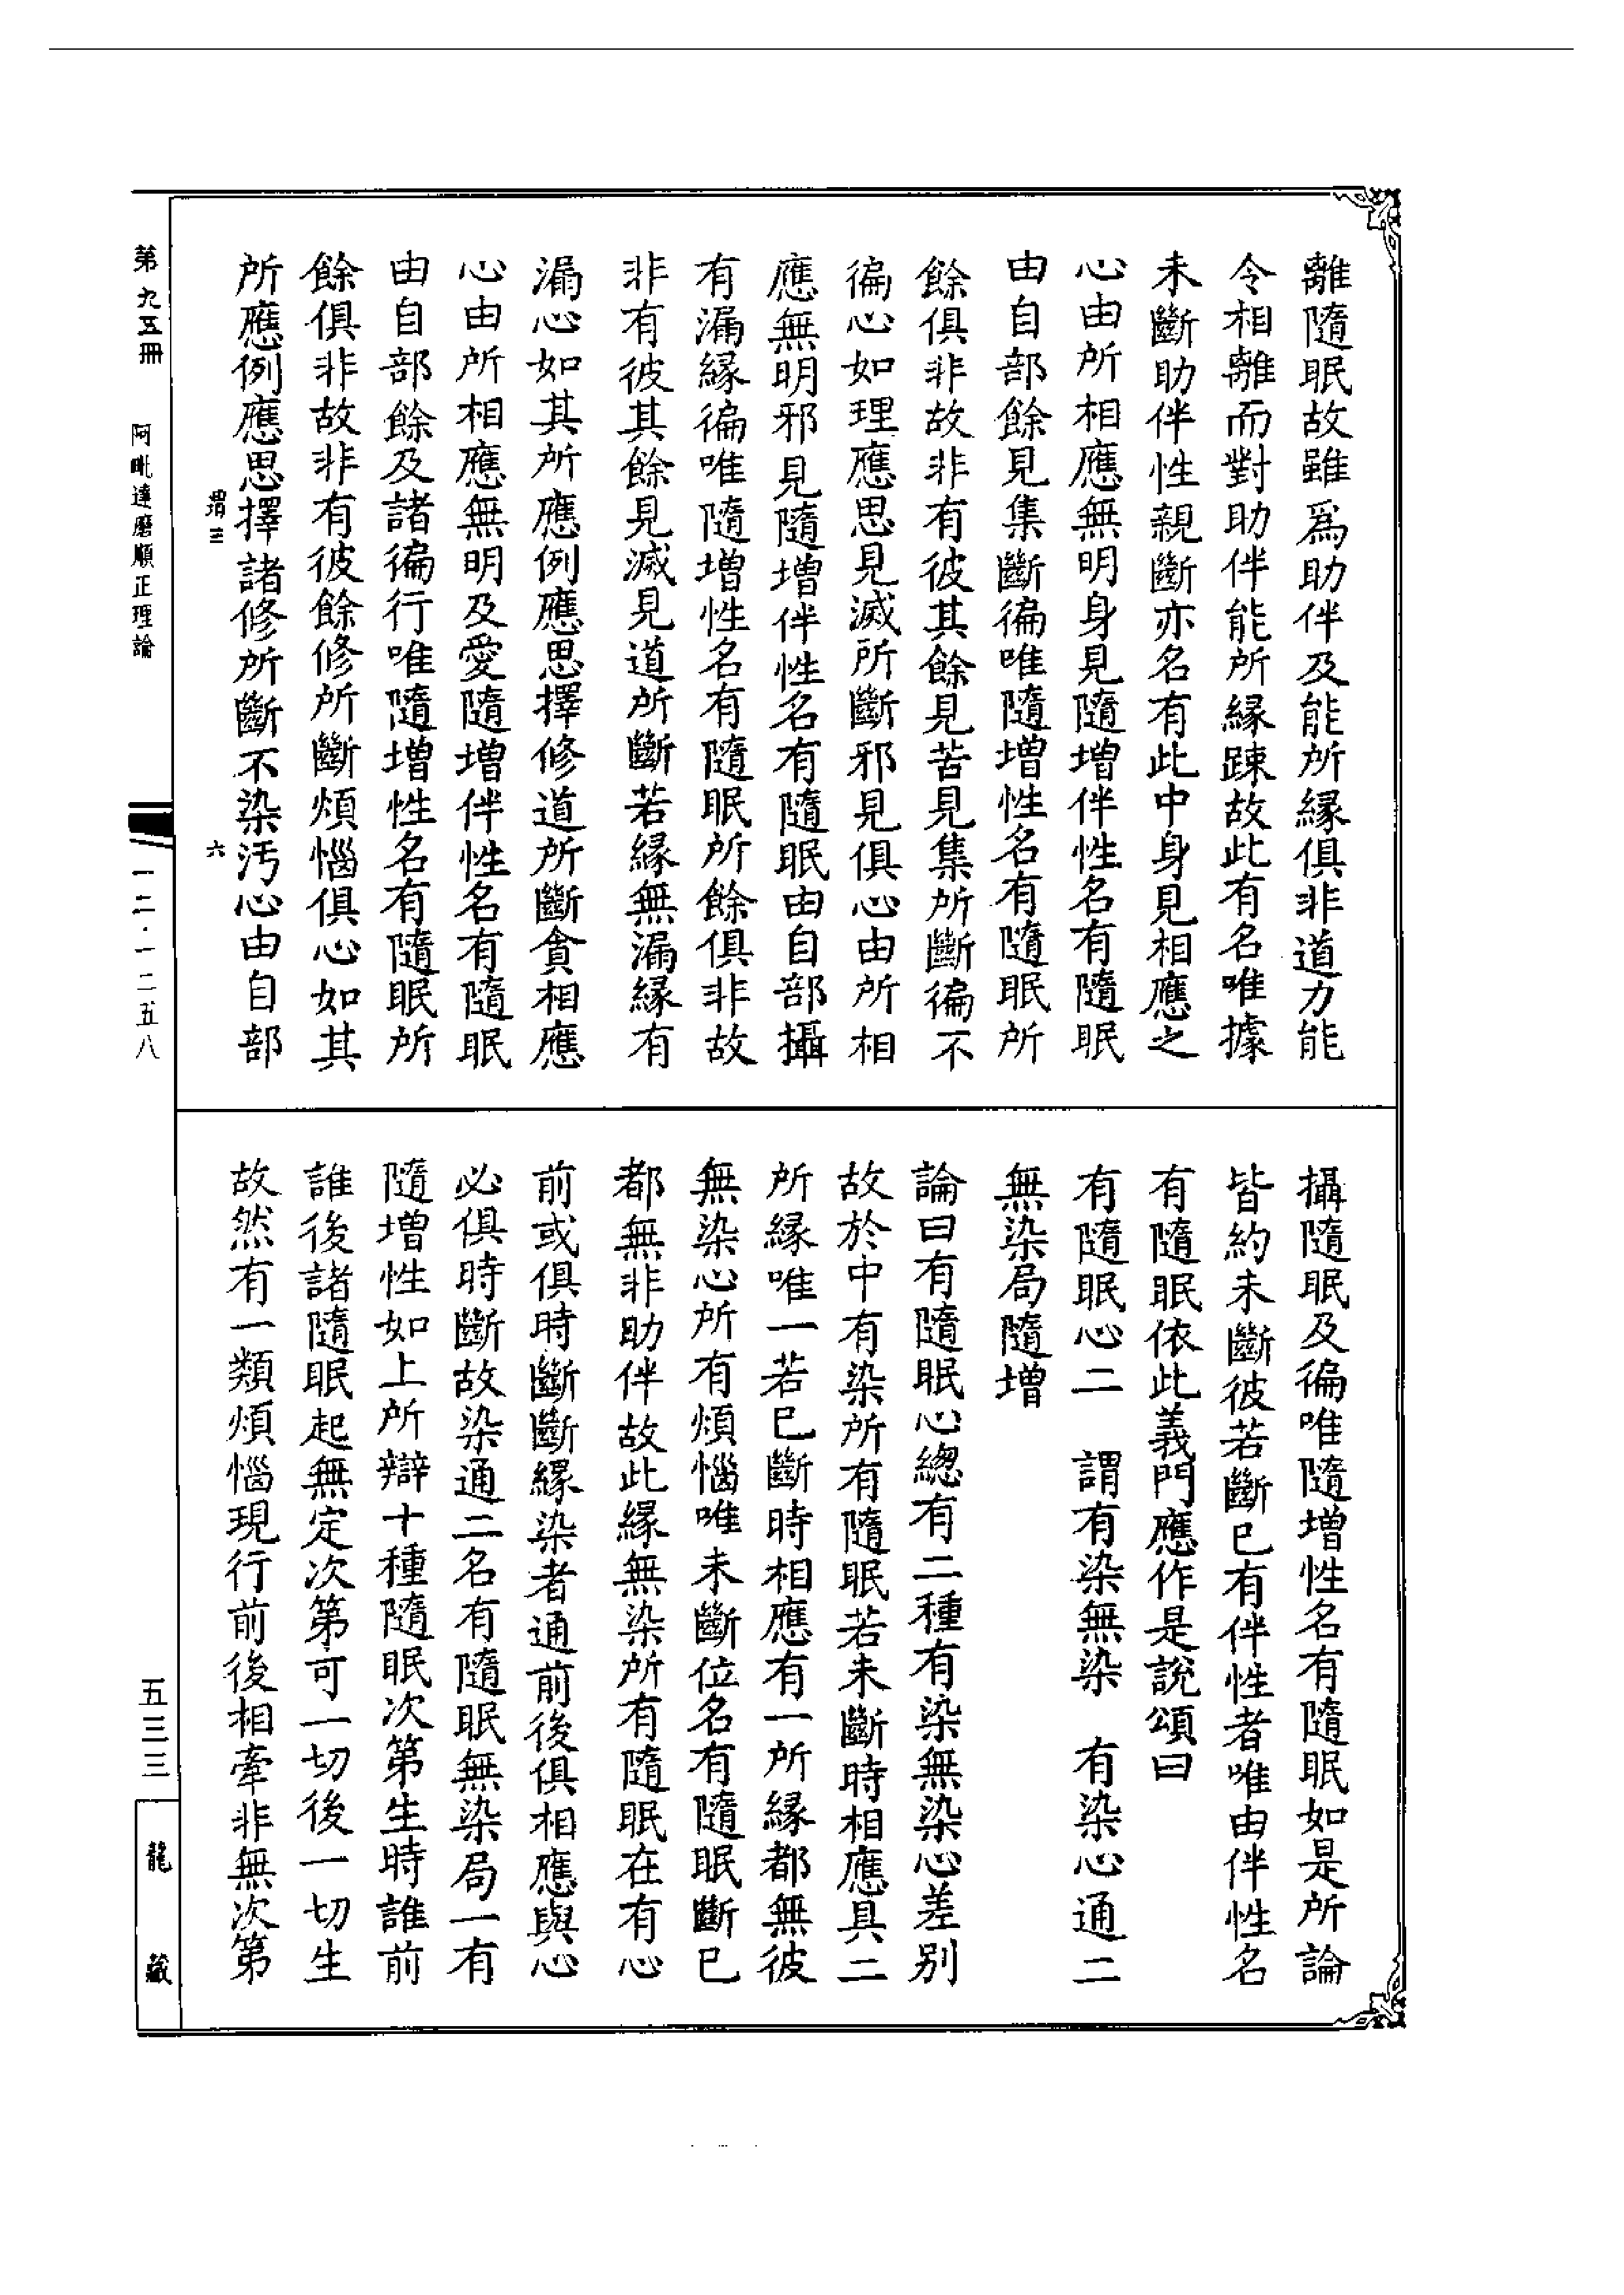 離隨眠故雖爲助伴及能所緣俱非道力能
令相離而對助伴能所緣踈故此有名唯據
未斷助伴性親斷亦名有此中身見相應之
心由所相應無明身見隨增伴性名有隨眠
由自部餘見集斷徧唯隨增性名有隨眠所
餘俱非故非有彼其餘見苦見集所斷徧不
徧心如理應思見滅所斷邪見俱心由所相
應無明邪見隨增伴性名有隨眠由自部攝
有漏緣徧唯隨增性名有隨眠所餘俱非故
非有彼其餘見滅見道所斷若緣無漏緣有
漏心如其所應例應思擇修道所斷貪相應
心由所相應無明及愛隨增伴性名有隨眠
由自部餘及諸徧行唯隨增性名有隨眠所
餘俱非故非有彼餘修所斷煩惱俱心如其
所應例應思擇諸修所斷不染汚心由自部
攝隨眠及徧唯隨增性名有隨眠如是所論
皆約未斷彼若斷已有伴性者唯由伴性名
有隨眠依此義門應作是說頌曰
有隨眠心二　謂有染無染　有染心通二
無染局隨增
論曰有隨眠心總有二種有染無染心差別
故於中有染所有隨眠若未斷時相應具二
所緣唯一若已斷時相應有一所緣都無彼
無染心所有煩惱唯未斷位名有隨眠斷已
都無非助伴故此緣無染所有隨眠在有心
前或俱時斷斷緣染者通前後俱相應與心
必俱時斷故染通二名有隨眠無染局一有
隨增性如上所辯十種隨眠次第生時誰前
誰後諸隨眠起無定次第可一切後一切生
故然有一類煩惱現行前後相牽非無次第
第九五冊
阿毗達磨順正理論
六
一二·一二五八
五三三
龍藏